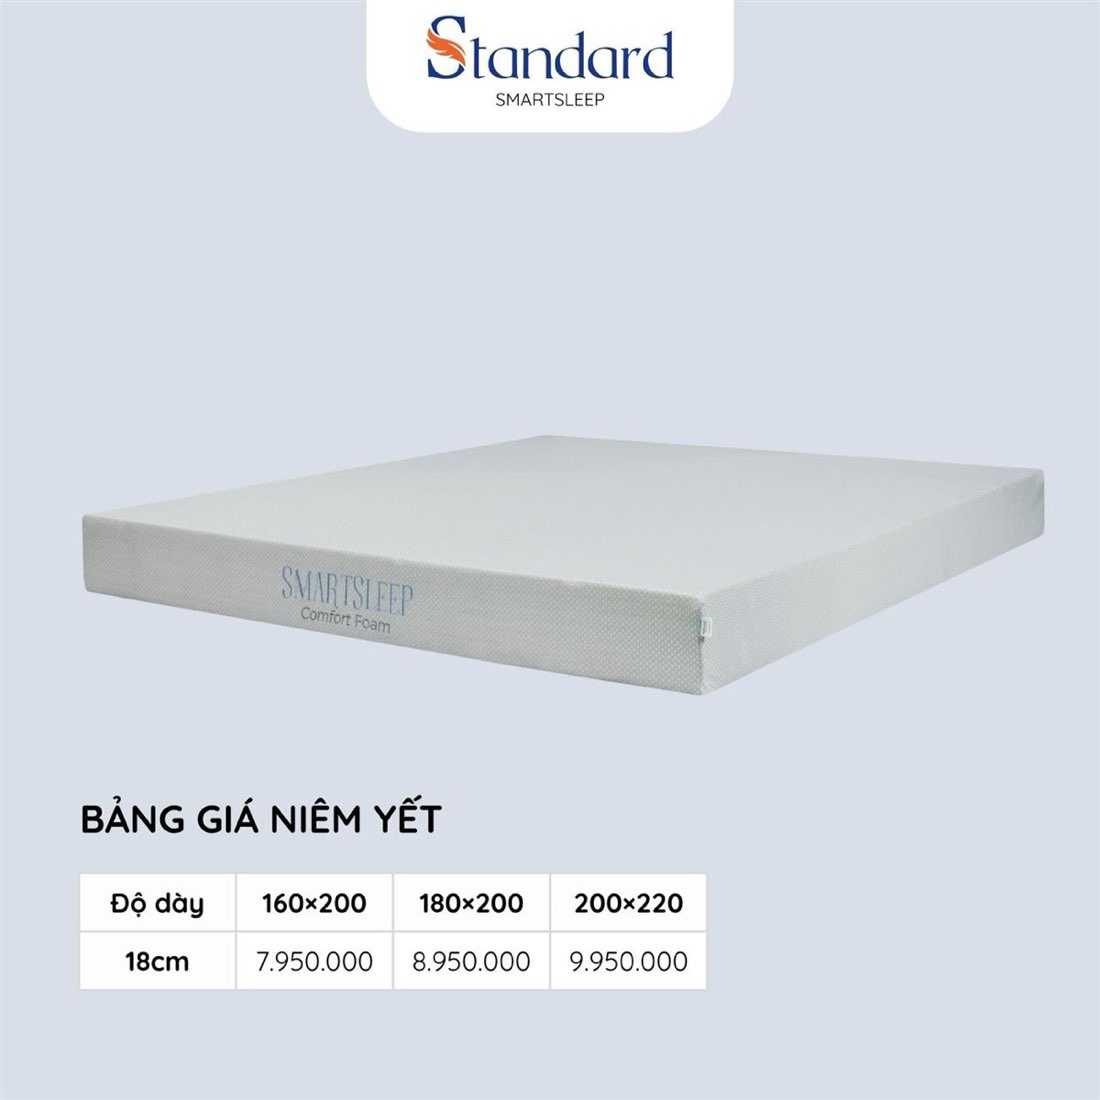 Standard
SMARTSLEEP
SMARTSLEEP
Comfort Foam
BẢNG GIÁ NIÊM YẾT
Độ dày 160×200 180×200 200×220
18cm 7.950.000 8.950.000 9.950.000